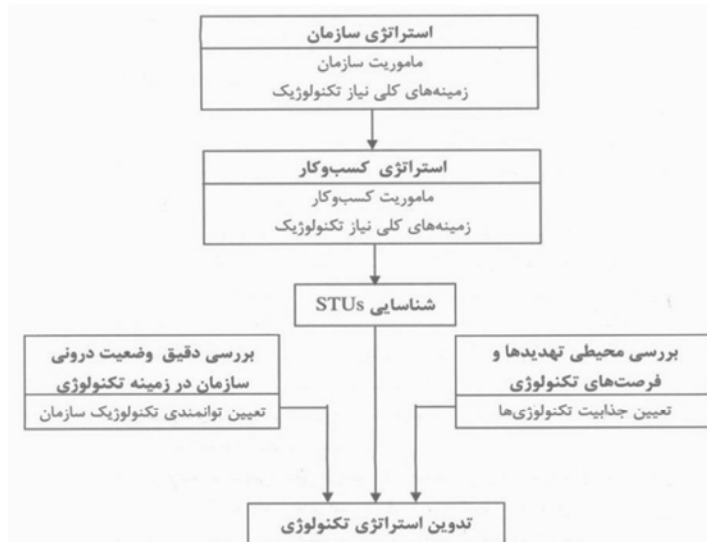 استراتژی سازمان
ماموریت سازمان
زمینه‌های کلی نیاز تکنولوژیک
استراتژی کسب‌وکار
ماموریت کسب‌وکار
زمینه‌های کلی نیاز تکنولوژیک
شناسایی STUs
بررسی محیطی تهدیدها و
فرصت‌های تکنولوژی
تعیین جذابیت تکنولوژی‌ها
بررسی دقیق وضعیت درونی
سازمان در زمینه تکنولوژی
تعیین توانمندی تکنولوژیک سازمان
تدوین استراتژی تکنولوژی